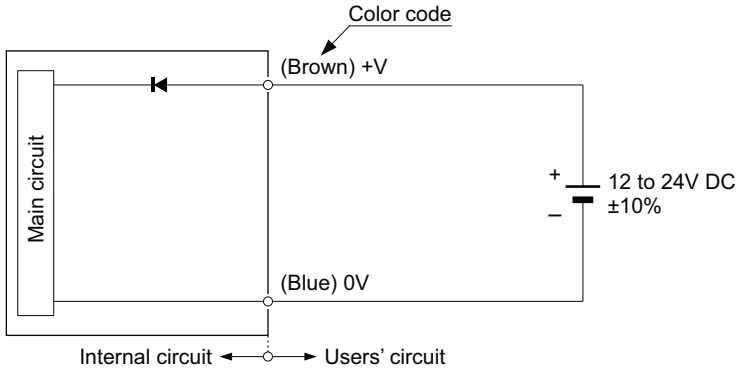 Color code
(Brown) +V
Main circuit
+
12 to 24V DC
–
±10%
(Blue) 0V
Internal circuit
Users' circuit